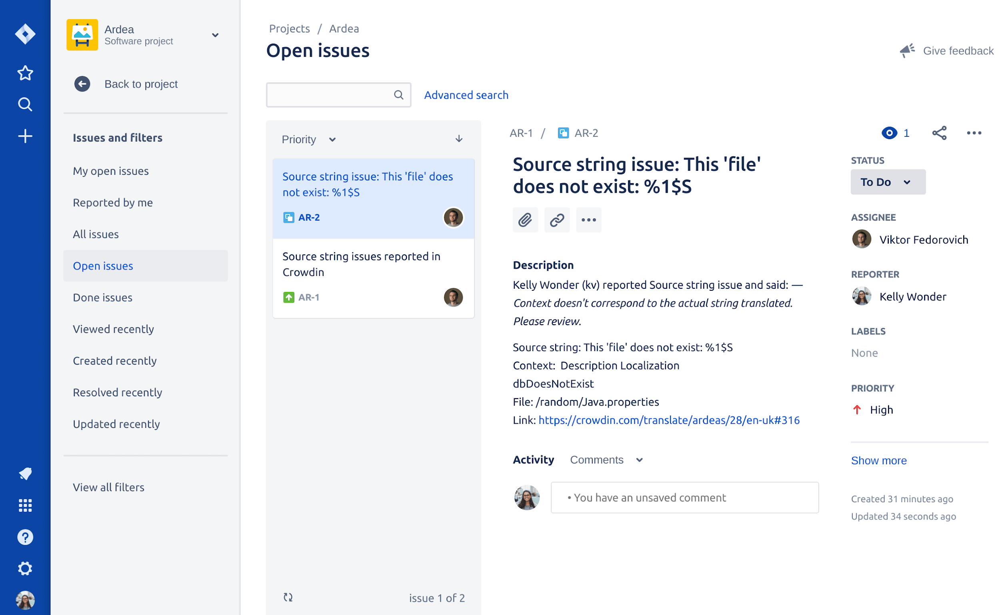 Ardea
Software project
Back to project
Issues and filters
My open issues
Reported by me
All issues
Open issues
Done issues
Viewed recently
Created recently
Resolved recently
Updated recently
View all filters
Projects / Ardea
Open issues
Give feedback
Advanced search
Priority
Source string issue: This 'file' does
not exist: %1$S
AR-2
Source string issues reported in
Crowdin
AR-1
issue 1 of 2
AR-1 / AR-2
1
Source string issue: This 'file'
does not exist: %1$S
Description
Kelly Wonder (kv) reported Source string issue and said: —
Context doesn't correspond to the actual string translated.
Please review.
Source string: This 'file' does not exist: %1$S
Context:  Description Localization
dbDoesNotExist
File: /random/Java.properties
Link: https://crowdin.com/translate/ardeas/28/en-uk#316
Activity Comments
• You have an unsaved comment
STATUS
To Do
ASSIGNEE
Viktor Fedorovich
REPORTER
Kelly Wonder
LABELS
None
PRIORITY
High
Show more
Created 31 minutes ago
Updated 34 seconds ago